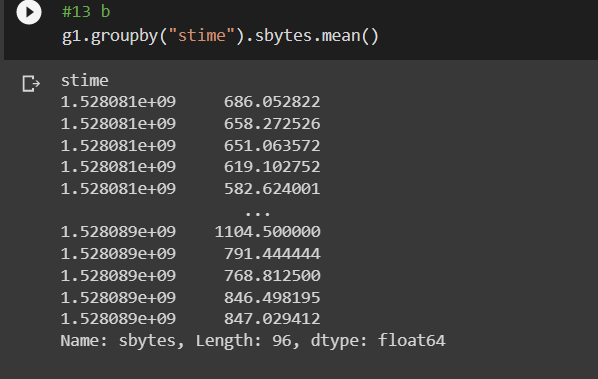 #13 b
g1.groupby("stime").sbytes.mean()
stime
1.528081e+09 686.052822
1.528081e+09 658.272526
1.528081e+09 651.063572
1.528081e+09 619.102752
1.528081e+09 582.624001
...
1.528089e+09 1104.500000
1.528089e+09 791.444444
1.528089e+09 768.812500
1.528089e+09 846.498195
1.528089e+09 847.029412
Name: sbytes, Length: 96, dtype: float64